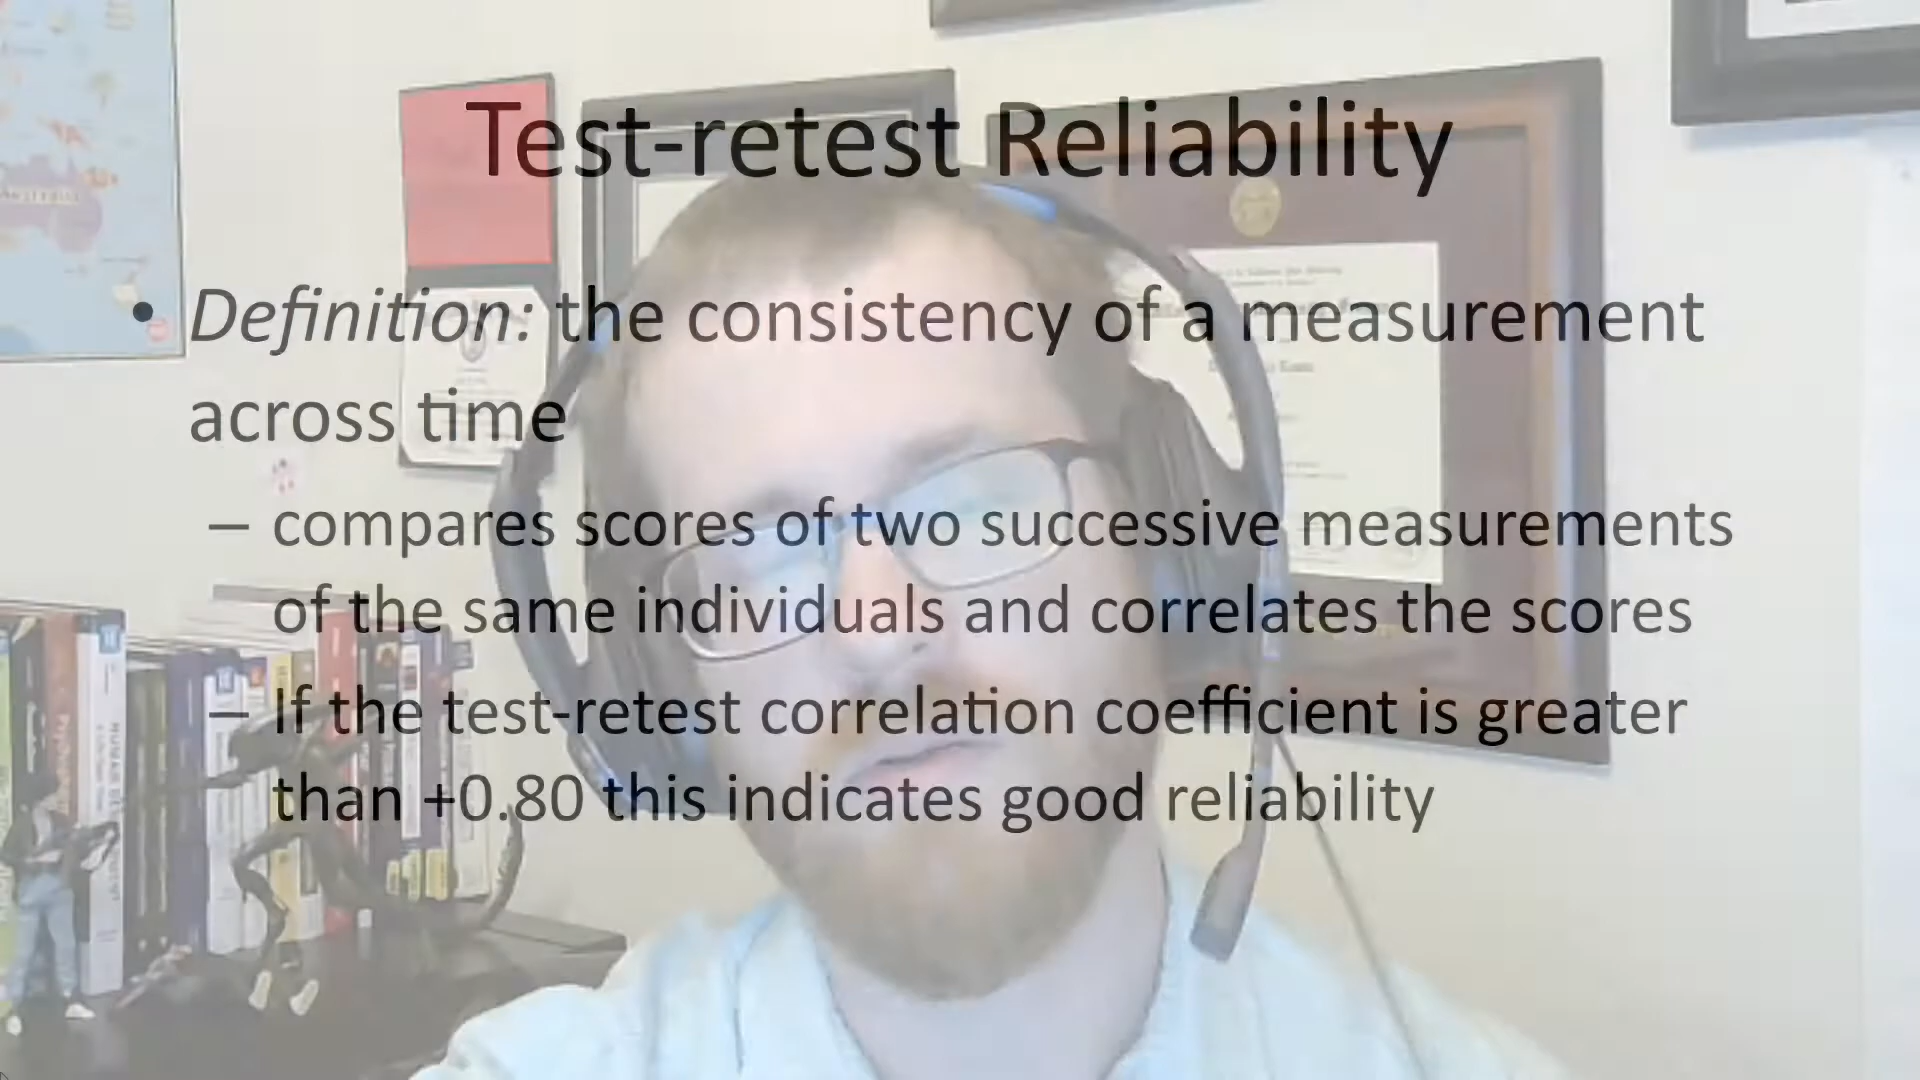 Test-retest Reliability
• Definition: the consistency of a measurement
across time
– compares scores of two successive measurements
of the same individuals and correlates the scores
– If the test-retest correlation coefficient is greater
than +0.80 this indicates good reliability